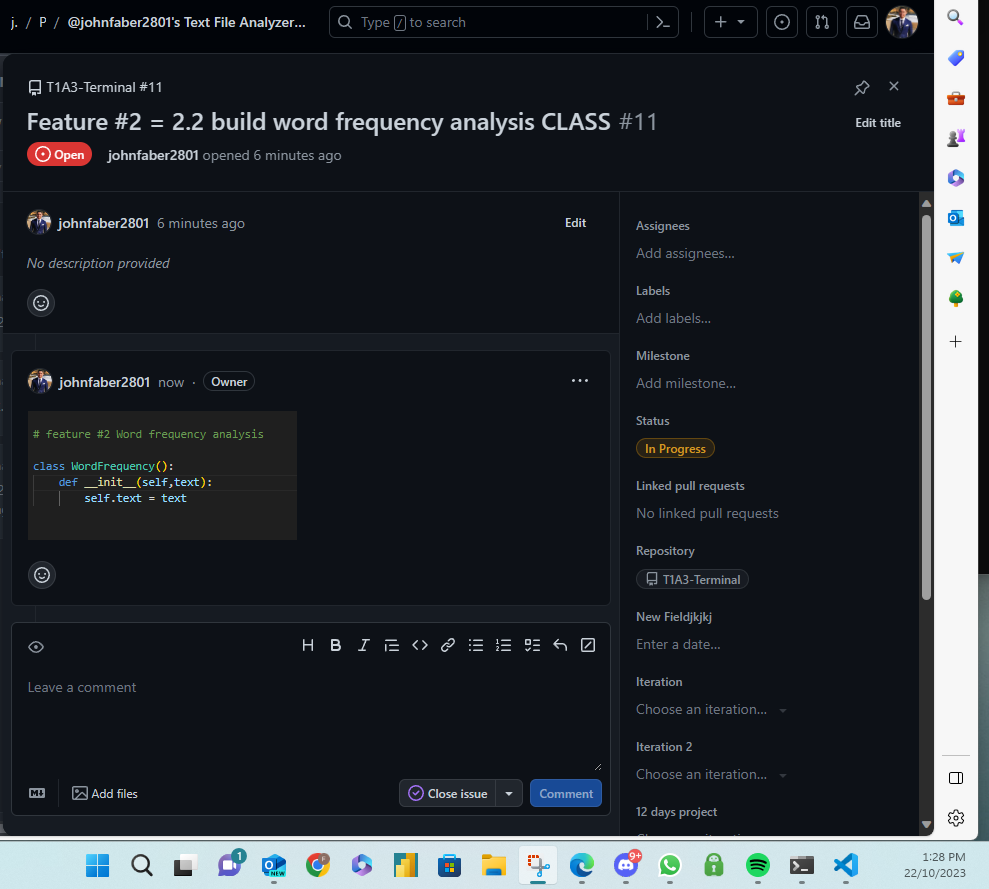 j. / P / @johnfaber2801's Text File Analyzer...
Type / to search
T1A3-Terminal #11
Feature #2 = 2.2 build word frequency analysis CLASS #11
Edit title
Open
johnfaber2801 opened 6 minutes ago
johnfaber2801 6 minutes ago
Edit
No description provided
johnfaber2801 now · Owner
# feature #2 Word frequency analysis
class WordFrequency():
def __init__(self,text):
self.text = text
Leave a comment
Add files
Close issue
Comment
Assignees
Add assignees...
Labels
Add labels...
Milestone
Add milestone...
Status
In Progress
Linked pull requests
No linked pull requests
Repository
T1A3-Terminal
New Fieldjkjkj
Enter a date...
Iteration
Choose an iteration...
Iteration 2
Choose an iteration...
12 days project
1
NEW
9+
1:28 PM
22/10/2023